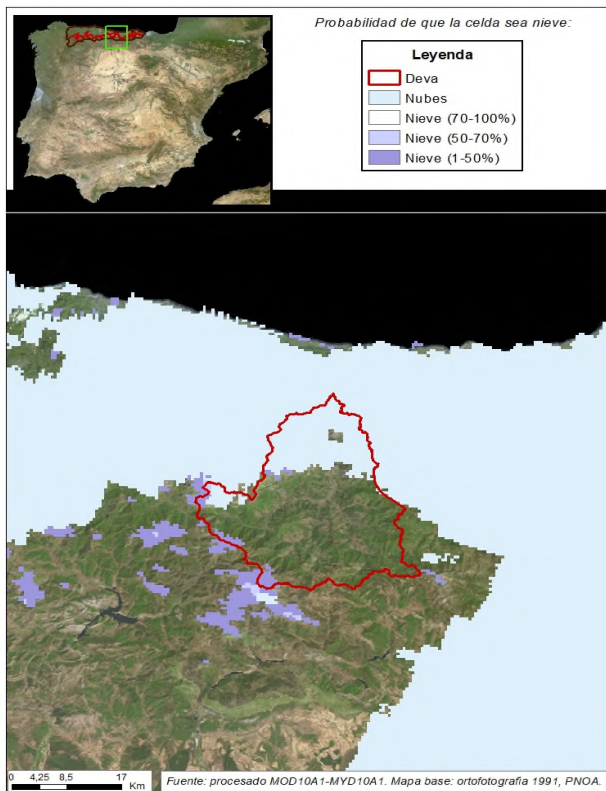 Probabilidad de que la celda sea nieve:
Leyenda
Deva
Nubes
Nieve (70-100%)
Nieve (50-70%)
Nieve (1-50%)
0 4,25 8,5 17
Km
Fuente: procesado MOD10A1-MYD10A1. Mapa base: ortofotografia 1991, PNOA.